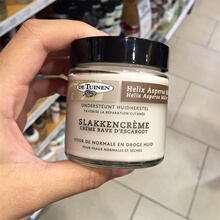 DE TUINEN
Helix Aspersa
Helix Aspersa
ONDERSTEUNT HUIDHERSTEL
FAVORISE LA RÉPARATION CUTANÉE
SLAKKENCRÈME
CRÈME BAVE D'ESCARGOT
VOOR DE NORMALE EN DROGE HUID
POUR PEAUX NORMALES ET SÈCHES